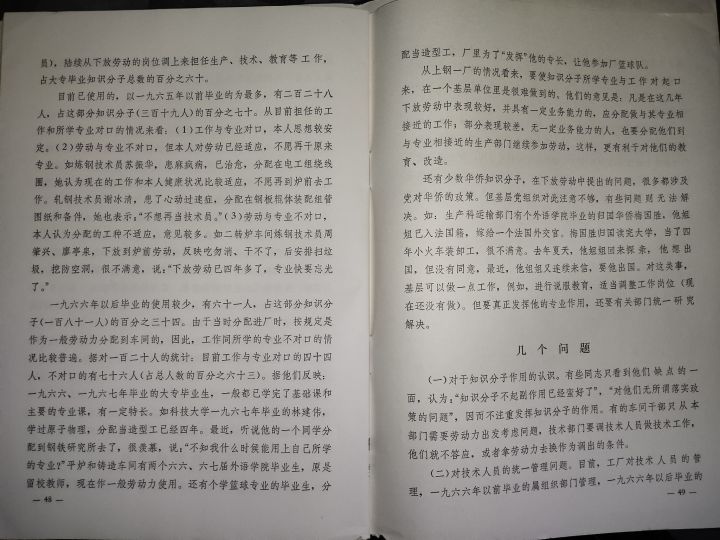 员），陆续从下放劳动的岗位调上来担任生产、技术、教育等工作，
占大专毕业知识分子总数的百分之六十。
目前已使用的，以一九六五年以前毕业的为最多，有二百二十八
人，占这部分知识分子（三百十九人）的百分之七十。从目前担任的工
作和所学专业对口的情况来看：（1）工作与专业对口，本人思想较安
定。（2）劳动与专业不对口，但本人对劳动已经适应，不愿再干原来
专业。如炼钢技术员苏振华，患麻疯病，已治愈，分配在电工组绕线
圈，她认为现在的工作和本人健康状况比较适应，不愿再到炉前去工
作。轧钢技术员谢冰清，患了心动过速症，分配在钢板棍体装配组管
图纸和备件，她也表示：“不想再当技术员。”（3）劳动与专业不对口，
本人认为分配的工种不适应，意见较多。如二转炉车间炼钢技术员周
肇兴、廖亭泉，下放到炉前劳动，反映吃勿消、干不了，后安排扫垃
圾，挖防空洞，很不满意，说：“下放劳动已四年多了，专业快要忘光
了。”
一九六六年以后毕业的使用较少，有六十一人，占这部分知识分
子（一百八十一人）的百分之三十四。由于当时分配进厂时，按规定是
作为一般劳动力分配到车间的，因此，工作同所学的专业不对口的情
况比较普遍。据对一百二十人的统计：目前工作与专业对口的四十四
人，不对口的有七十六人（占总人数的百分之六十三）。据他们反映：
一九六六、一九六七年毕业的大专毕业生，一般都已学完了基础课和
主要的专业课，有一定特长。如科技大学一九六七年毕业的林建伟，
学过原子物理，分配当造型工已经四年。最近，听说他的一个同学分
配到钢铁研究所去了，很羡慕，说：“不知我什么时侯能用上自己所学
的专业？”平炉和铸造车间有两个六六、六七届外语学院毕业生，原是
留校教师，现在作一般劳动力使用。还有个学篮球专业的毕业生，分
— 48 —
配当造型工，厂里为了“发挥”他的专长，让他参加厂篮球队。
从上钢一厂的情况看来，要使知识分子所学专业与工作对起口
来，在一个基层单位里是很难做到的。他们的意见是：凡是在这几年
下放劳动中表现较好，并具有一定业务能力的，应分配做与其专业相
接近的工作；部分表现较差，无一定业务能力的人，也要分配他们到
与专业相接近的生产部门继续参加劳动，这样，更有利于对他们的教
育、改造。
还有少数华侨知识分子，在下放劳动中提出的问题，很多都涉及
党对华侨的政策。但基层党组织对此注意不够，有些问题则无法解
决。如：生产科运输部门有个外语学院毕业的归国华侨梅国胜，他姐
姐已入法国籍，嫁给一个法国外交官。梅国胜归国读完大学，当了四
年小火车装卸工，很不满意。去年夏天，他姐姐回来探亲，他想出
国，但没有同意，最近，他姐姐又连续来信，要他出国。对这类事，
基层可以做一点工作，例如，进行说服教育，适当调整工作岗位（现
在还没有做）。但要真正发挥他的专业作用，还要有关部门统一研究
解决。
几个问题
（一）对于知识分子作用的认识。有些同志只看到他们缺点的一
面，认为：“知识分子不起副作用已经蛮好了”，“对他们无所谓落实政
策的问题”，因而不注重发挥知识分子的作用。有的车间干部只从本
部门需要劳动力出发考虑问题，技术部门要调技术人员做技术工作，
他们就不答应，或者拿劳动力去换作为调出的条件。
（二）对技术人员的统一管理问题。目前，工厂对技术人员的管
理，一九六六年以前毕业的属组织部门管理，一九六六年以后毕业的
— 49 —